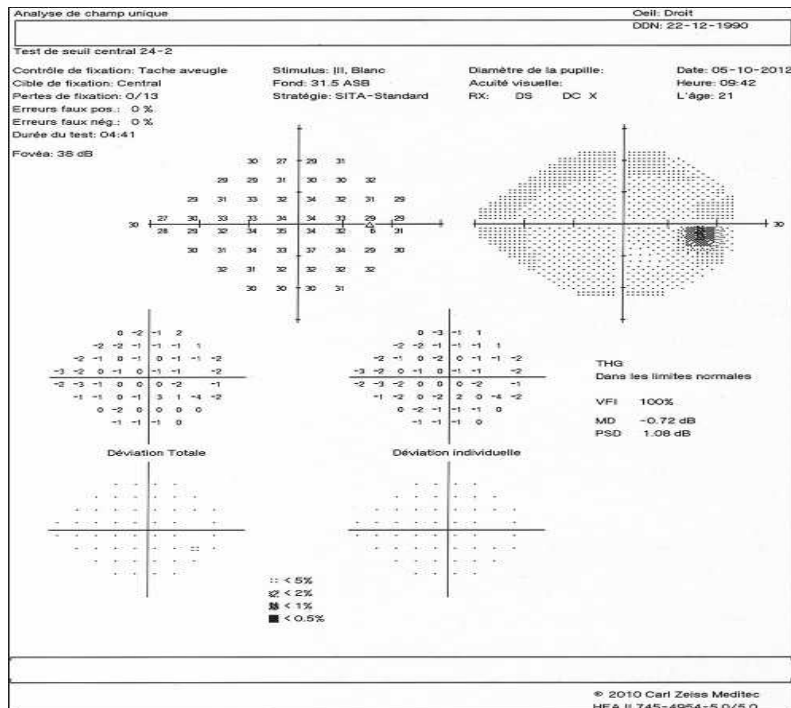 Analyse de champ unique
Oeil: Droit
DDN: 22-12-1990
Test de seuil central 24-2
Contrôle de fixation: Tache aveugle
Cible de fixation: Central
Pertes de fixation: 0/13
Erreurs faux pos.: 0 %
Erreurs faux nég.: 0 %
Durée du test: 04:41
Fovéa: 38 dB
Stimulus: III, Blanc
Fond: 31.5 ASB
Stratégie: SITA-Standard
Diamètre de la pupille:
Acuité visuelle:
RX: DS DC X
Date: 05-10-2012
Heure: 09:42
L'âge: 21
30 27 29 31
29 29 31 30 30 32
29 31 33 32 34 32 31 29
27 30 33 33 34 34 33 29 29
30
28 29 32 34 35 34 32 6 31
30 31 34 33 37 34 29 30
32 31 32 32 32 32
30 30 30 31
30
0 -2 -1 2
-2 -2 -1 -1 -1 1
-2 -1 0 -1 0 -1 -1 -2
-3 -2 0 -1 0 -1 -1 -2
-2 -3 -1 0 0 0 -2 -1
-1 -1 0 -1 3 1 -4 -2
0 -2 0 0 0 0
-1 -1 -1 0
Déviation Totale
0 -3 -1 1
-2 -2 -1 -1 -1 1
-2 -1 0 -2 0 -1 -1 -2
-3 -2 0 -1 0 -1 -1 -2
-2 -3 -2 0 0 0 -2 -1
-1 -1 0 -2 2 0 -4 -2
0 -2 -1 -1 -1 0
-1 -1 -1 0
Déviation individuelle
THG
Dans les limites normales
VFI 100%
MD -0.72 dB
PSD 1.08 dB
< 5%
< 2%
< 1%
< 0.5%
© 2010 Carl Zeiss Meditec
HFA II 745-4954-5.0/5.0